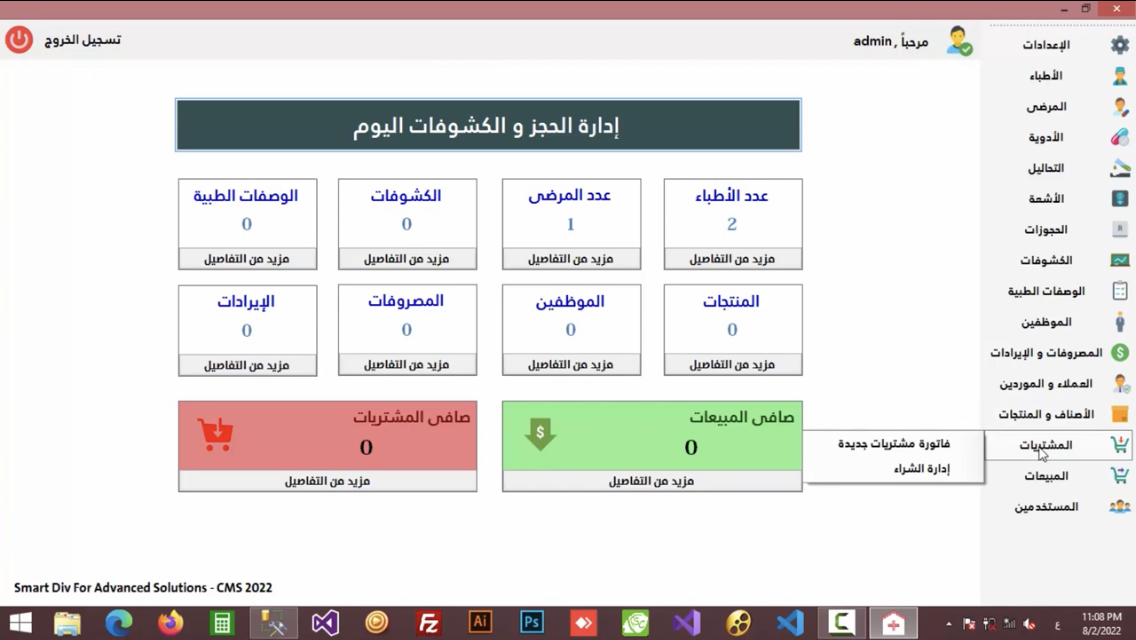 مرحباً , admin
تسجيل الخروج
الإعدادات
الأطباء
المرضى
الأدوية
التحاليل
الأشعة
الحجوزات
الكشوفات
الوصفات الطبية
الموظفين
المصروفات و الإيرادات
العملاء و الموردين
الأصناف و المنتجات
المشتريات
المبيعات
المستخدمين
فاتورة مشتريات جديدة
إدارة الشراء
إدارة الحجز و الكشوفات اليوم
عدد الأطباء
2
مزيد من التفاصيل
عدد المرضى
1
مزيد من التفاصيل
الكشوفات
0
مزيد من التفاصيل
الوصفات الطبية
0
مزيد من التفاصيل
المنتجات
0
مزيد من التفاصيل
الموظفين
0
مزيد من التفاصيل
المصروفات
0
مزيد من التفاصيل
الإيرادات
0
مزيد من التفاصيل
صافى المبيعات
$
0
مزيد من التفاصيل
صافى المشتريات
0
مزيد من التفاصيل
Smart Div For Advanced Solutions - CMS 2022
Fz
Ai
Ps
C
ع
11:08 PM
8/2/2022